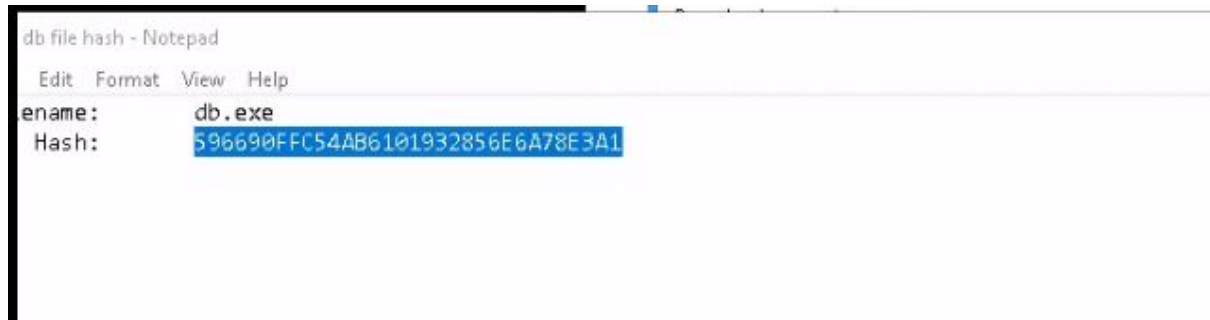 db file hash - Notepad
Edit Format View Help
ename: db.exe
Hash: 596690FFC54AB6101932856E6A78E3A1